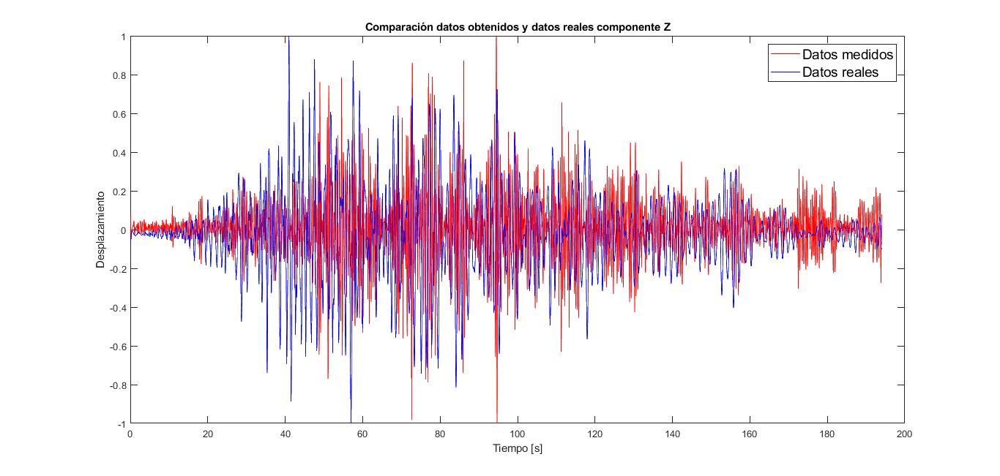 Comparación datos obtenidos y datos reales componente Z
Datos medidos
Datos reales
1
0.8
0.6
0.4
0.2
0
-0.2
-0.4
-0.6
-0.8
-1
Desplazamiento
0 20 40 60 80 100 120 140 160 180 200
Tiempo [s]